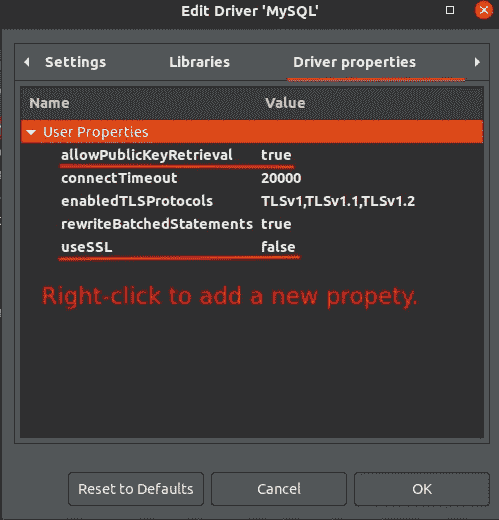 Edit Driver 'MySQL'
Settings Libraries Driver properties
Name Value
User Properties
allowPublicKeyRetrieval true
connectTimeout 20000
enabledTLSProtocols TLSv1,TLSv1.1,TLSv1.2
rewriteBatchedStatements true
useSSL false
Right-click to add a new propety.
Reset to Defaults Cancel OK